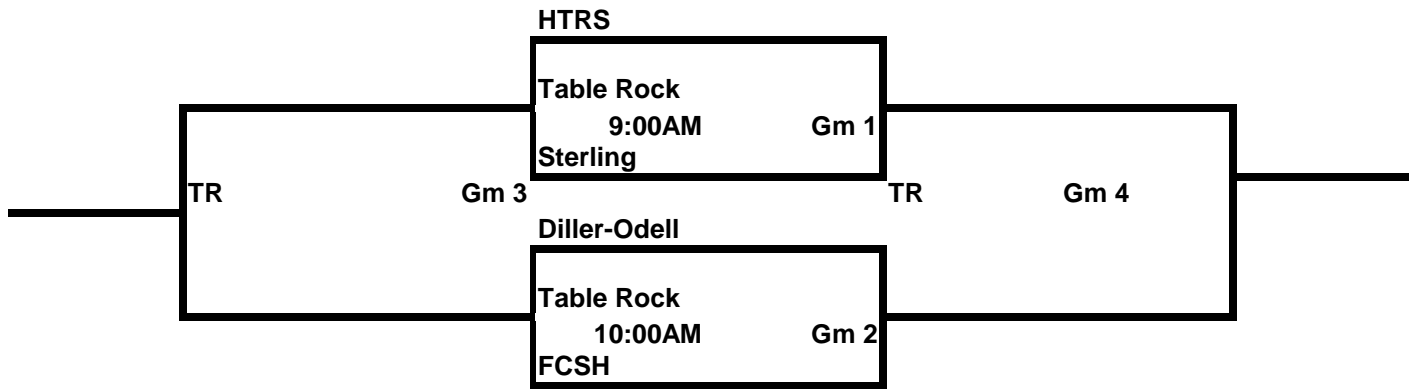 HTRS
Table Rock
9:00AM Gm 1
Sterling
TR Gm 3 TR Gm 4
Diller-Odell
Table Rock
10:00AM Gm 2
FCSH